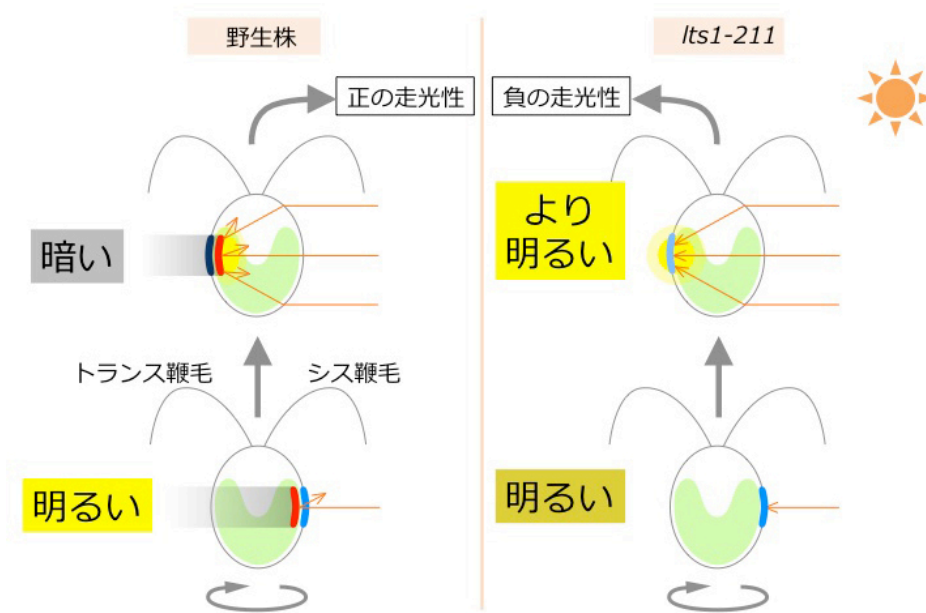 野生株
lts1-211
正の走光性
負の走光性
暗い
より
明るい
トランス鞭毛
シス鞭毛
明るい
明るい